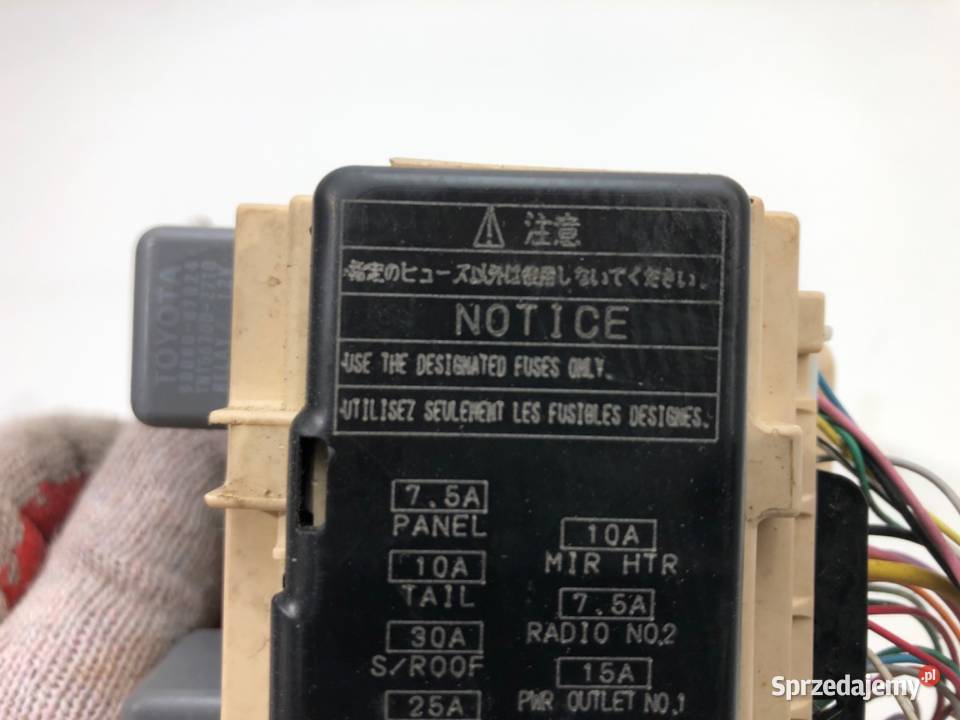 ⚠ 注意
・指定のヒューズ以外は使用しないでください。
NOTICE
・USE THE DESIGNATED FUSES ONLY.
・UTILISEZ SEULEMENT LES FUSIBLES DESIGNES.
7.5A
PANEL
10A
TAIL
30A
S/ROOF
25A
10A
MIR HTR
7.5A
RADIO NO.2
15A
PWR OUTLET NO.1
TOYOTA
RELAY 12V
Sprzedajemy.pl